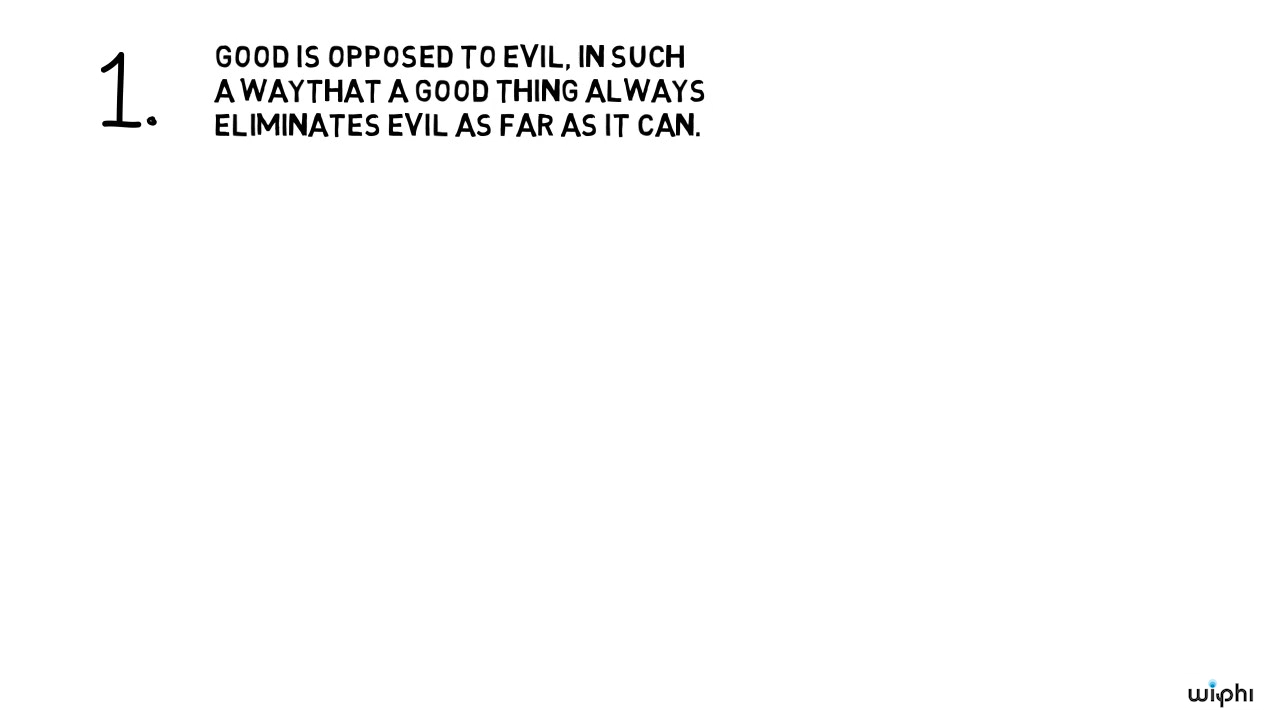 1. GOOD IS OPPOSED TO EVIL, IN SUCH
A WAYTHAT A GOOD THING ALWAYS
ELIMINATES EVIL AS FAR AS IT CAN.
wiphi